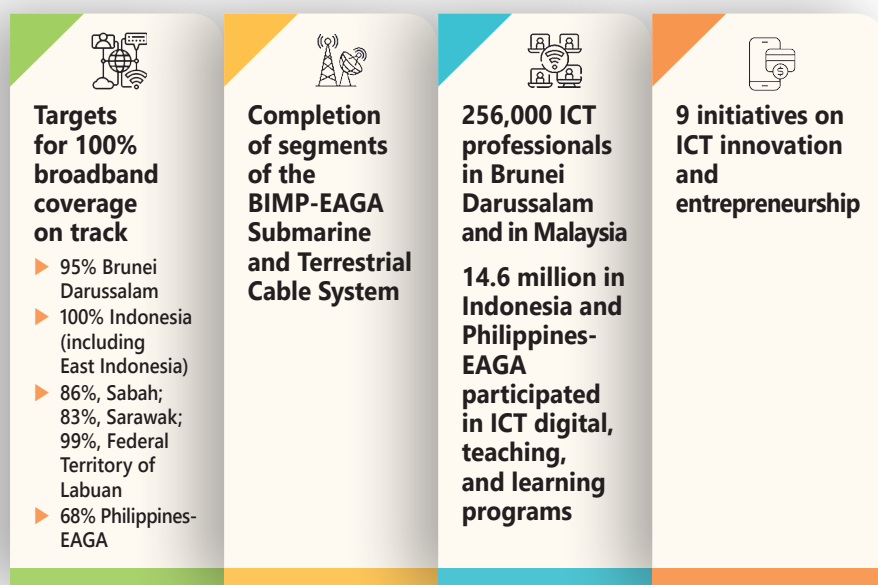 Targets
for 100%
broadband
coverage
on track
95% Brunei
Darussalam
100% Indonesia
(including
East Indonesia)
86%, Sabah;
83%, Sarawak;
99%, Federal
Territory of
Labuan
68% Philippines-
EAGA
Completion
of segments
of the
BIMP-EAGA
Submarine
and Terrestrial
Cable System
256,000 ICT
professionals
in Brunei
Darussalam
and in Malaysia
14.6 million in
Indonesia and
Philippines-
EAGA
participated
in ICT digital,
teaching,
and learning
programs
9 initiatives on
ICT innovation
and
entrepreneurship